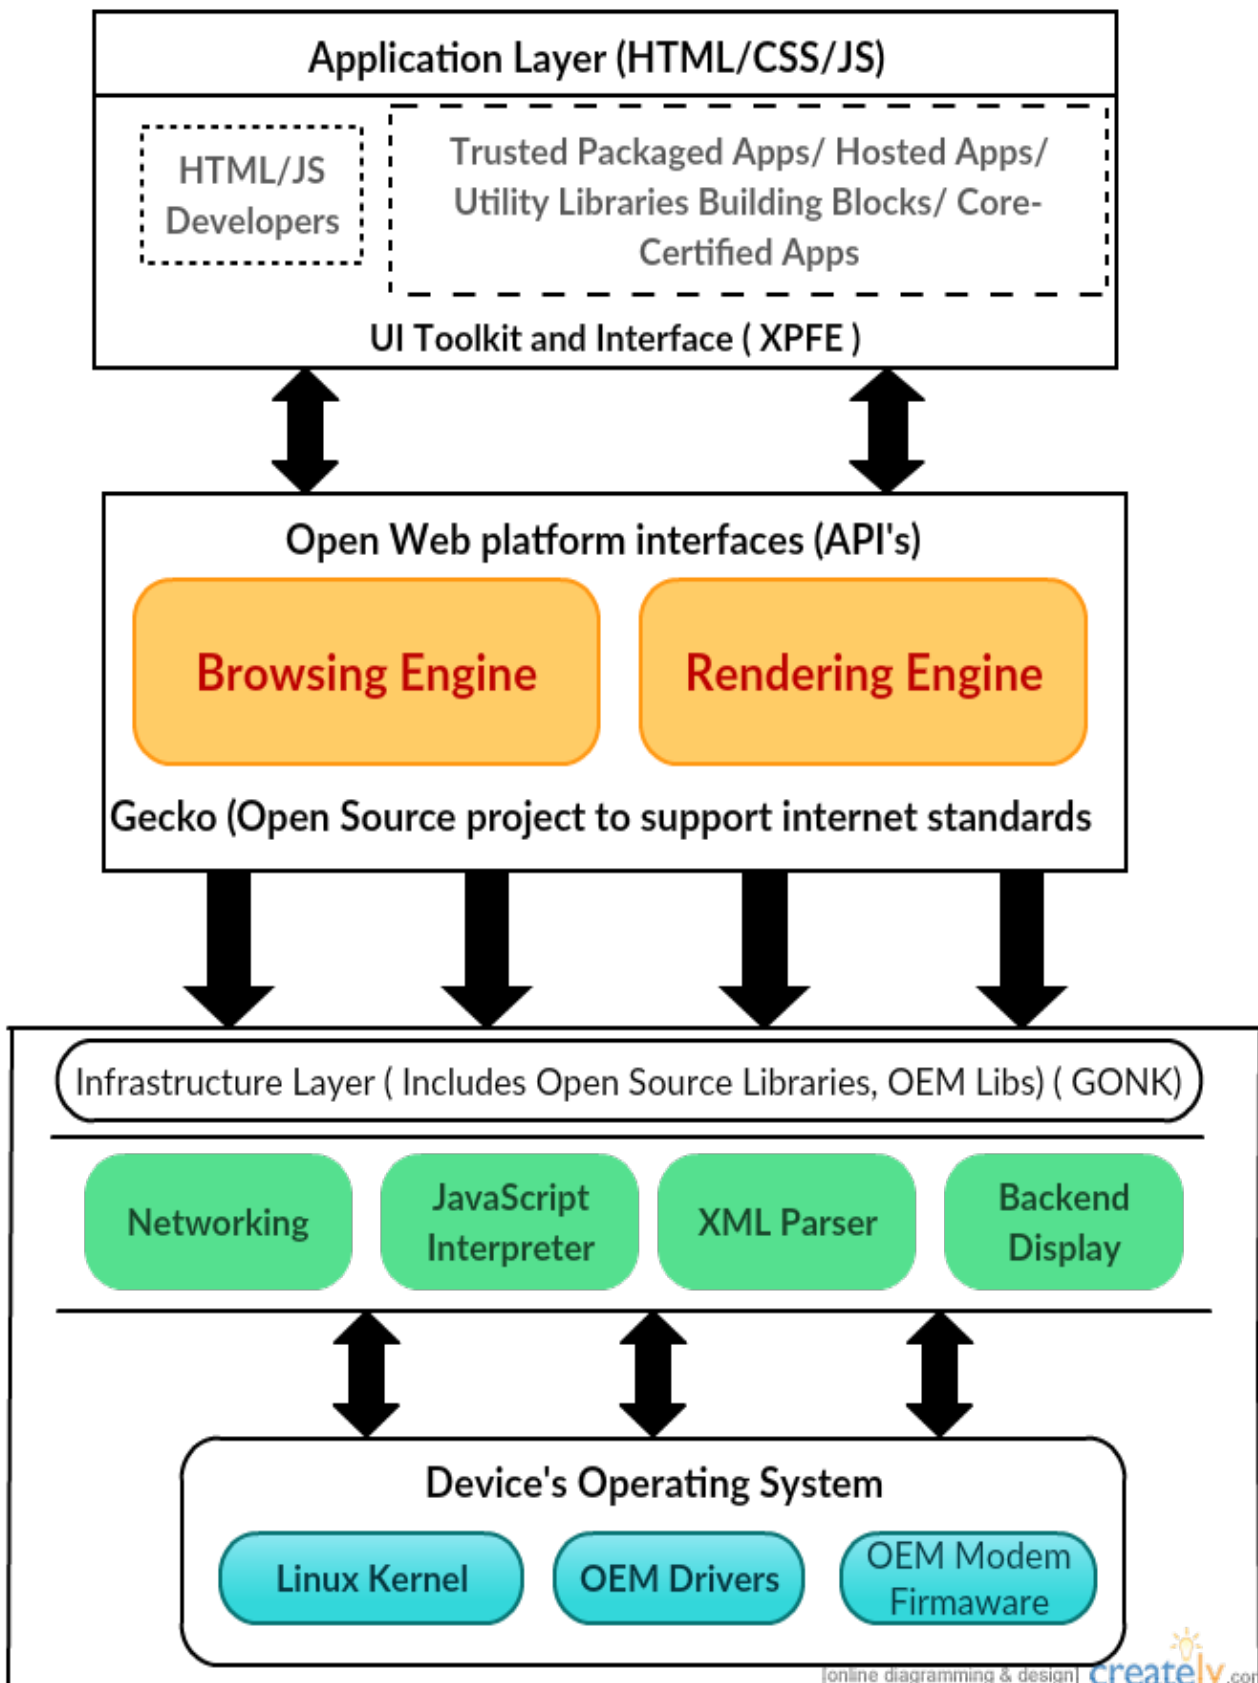 Application Layer (HTML/CSS/JS)
HTML/JS
Developers
Trusted Packaged Apps/ Hosted Apps/
Utility Libraries Building Blocks/ Core-
Certified Apps
UI Toolkit and Interface ( XPFE )
Open Web platform interfaces (API's)
Browsing Engine
Rendering Engine
Gecko (Open Source project to support internet standards
Infrastructure Layer ( Includes Open Source Libraries, OEM Libs) ( GONK)
Networking
JavaScript
Interpreter
XML Parser
Backend
Display
Device's Operating System
Linux Kernel
OEM Drivers
OEM Modem
Firmaware
[online diagramming & design] creately.com